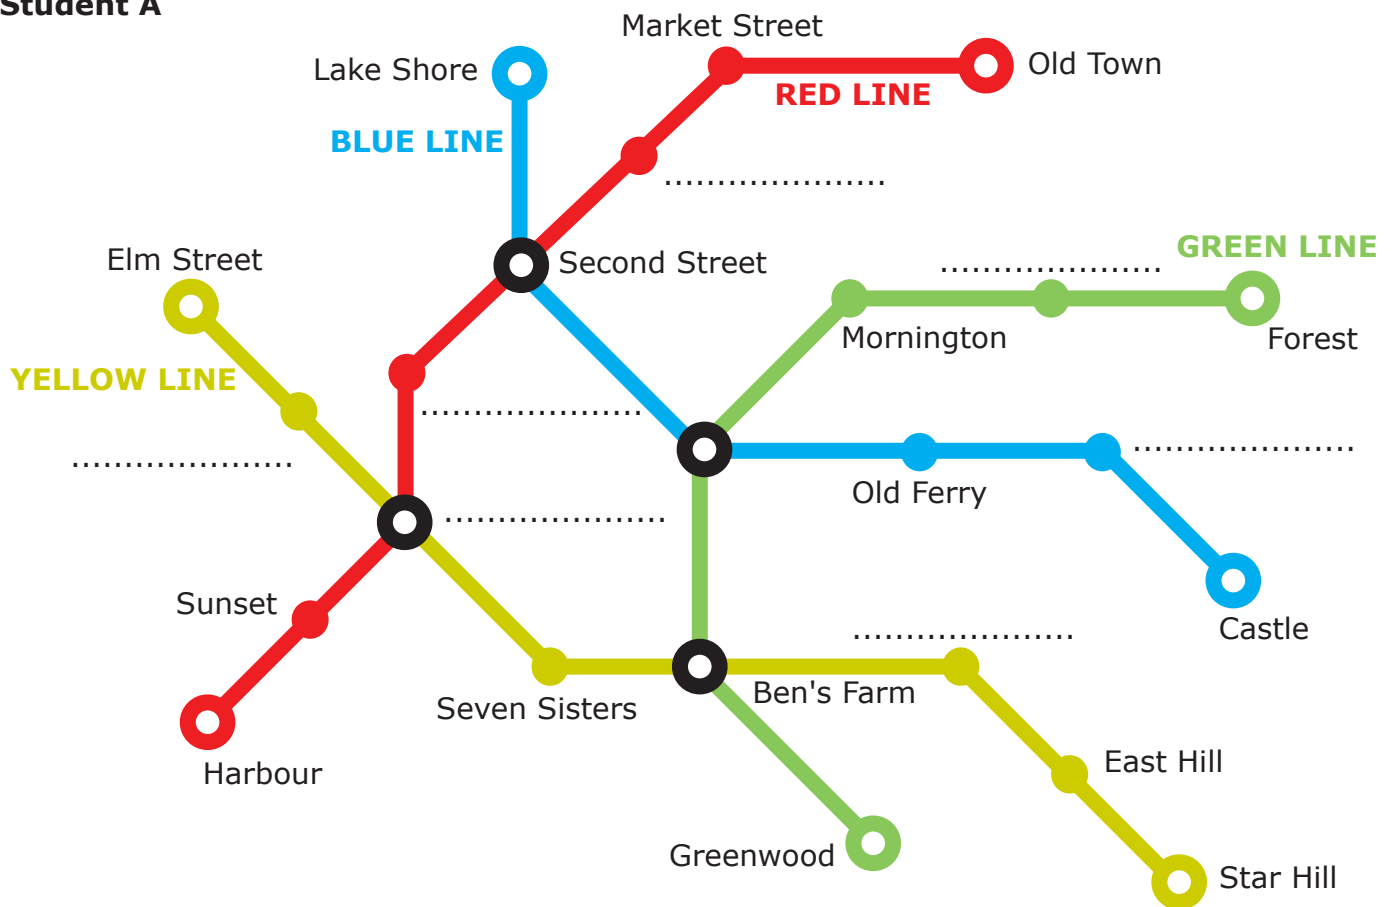 Student A
Market Street
Lake Shore
Old Town
RED LINE
BLUE LINE
.....................
Elm Street
Second Street
GREEN LINE
.....................
Mornington
Forest
YELLOW LINE
.....................
.....................
.....................
Old Ferry
.....................
Sunset
Castle
.....................
Seven Sisters
Ben's Farm
Harbour
East Hill
Greenwood
Star Hill